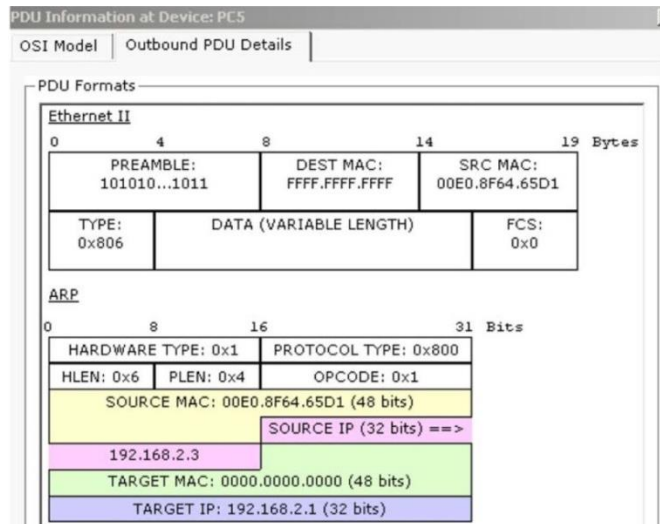 PDU Information at Device: PC5
OSI Model Outbound PDU Details
PDU Formats
Ethernet II
0 4 8 14 19 Bytes
PREAMBLE: DEST MAC: SRC MAC:
101010...1011 FFFF.FFFF.FFFF 00E0.8F64.65D1
TYPE: DATA (VARIABLE LENGTH) FCS:
0x806 0x0
ARP
0 8 16 31 Bits
HARDWARE TYPE: 0x1 PROTOCOL TYPE: 0x800
HLEN: 0x6 PLEN: 0x4 OPCODE: 0x1
SOURCE MAC: 00E0.8F64.65D1 (48 bits)
SOURCE IP (32 bits) ==>
192.168.2.3
TARGET MAC: 0000.0000.0000 (48 bits)
TARGET IP: 192.168.2.1 (32 bits)